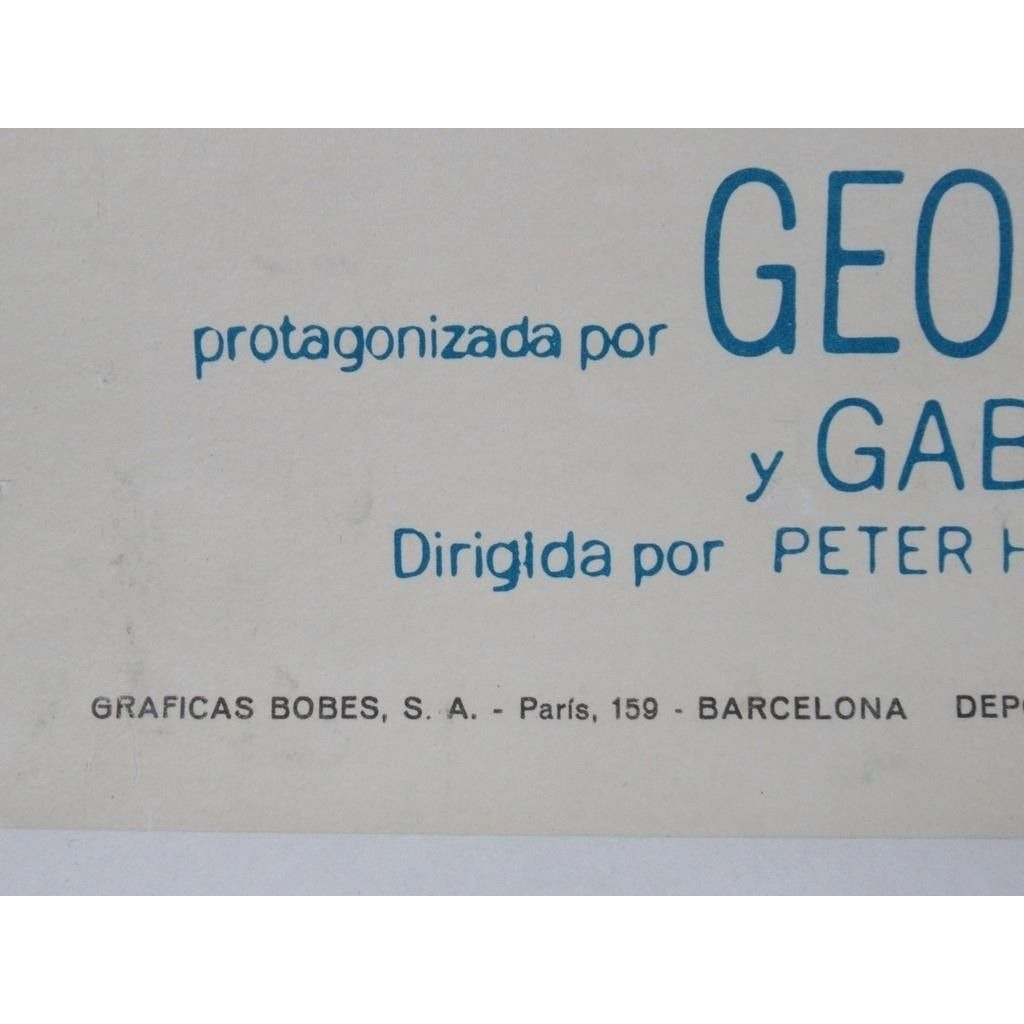 protagonizada por GEO
y GAB
Dirigida por PETER H
GRAFICAS BOBES, S. A. - París, 159 - BARCELONA DEP